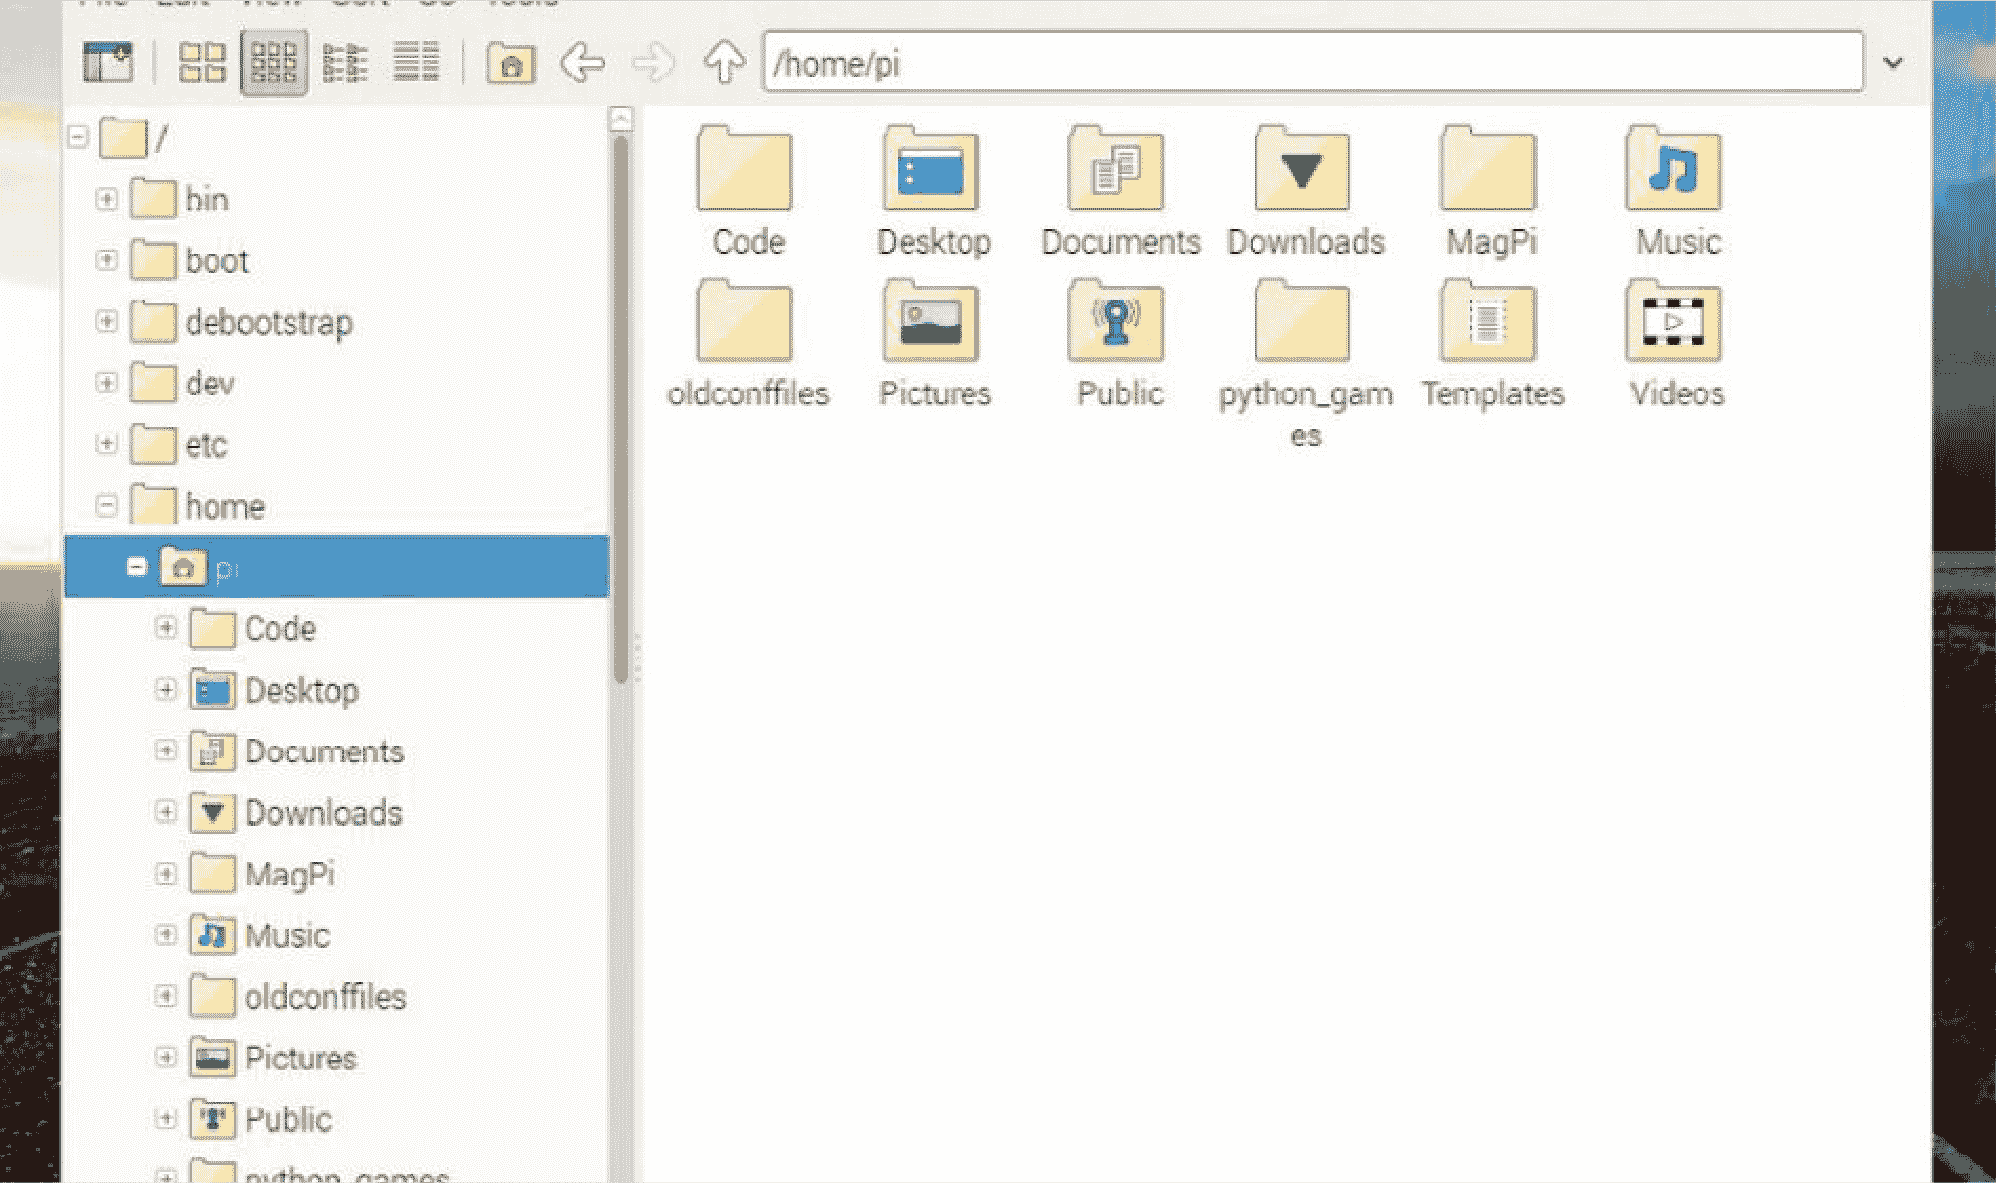 /home/pi
/
bin
boot
debootstrap
dev
etc
home
pi
Code
Desktop
Documents
Downloads
MagPi
Music
oldconffiles
Pictures
Public
python_games
Code Desktop Documents Downloads MagPi Music
oldconffiles Pictures Public python_gam Templates Videos
es